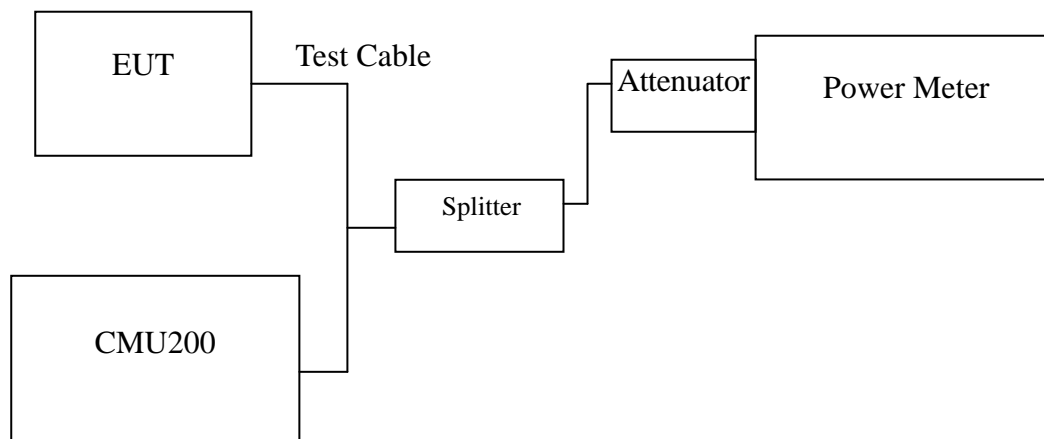 EUT
Test Cable
Attenuator
Power Meter
Splitter
CMU200